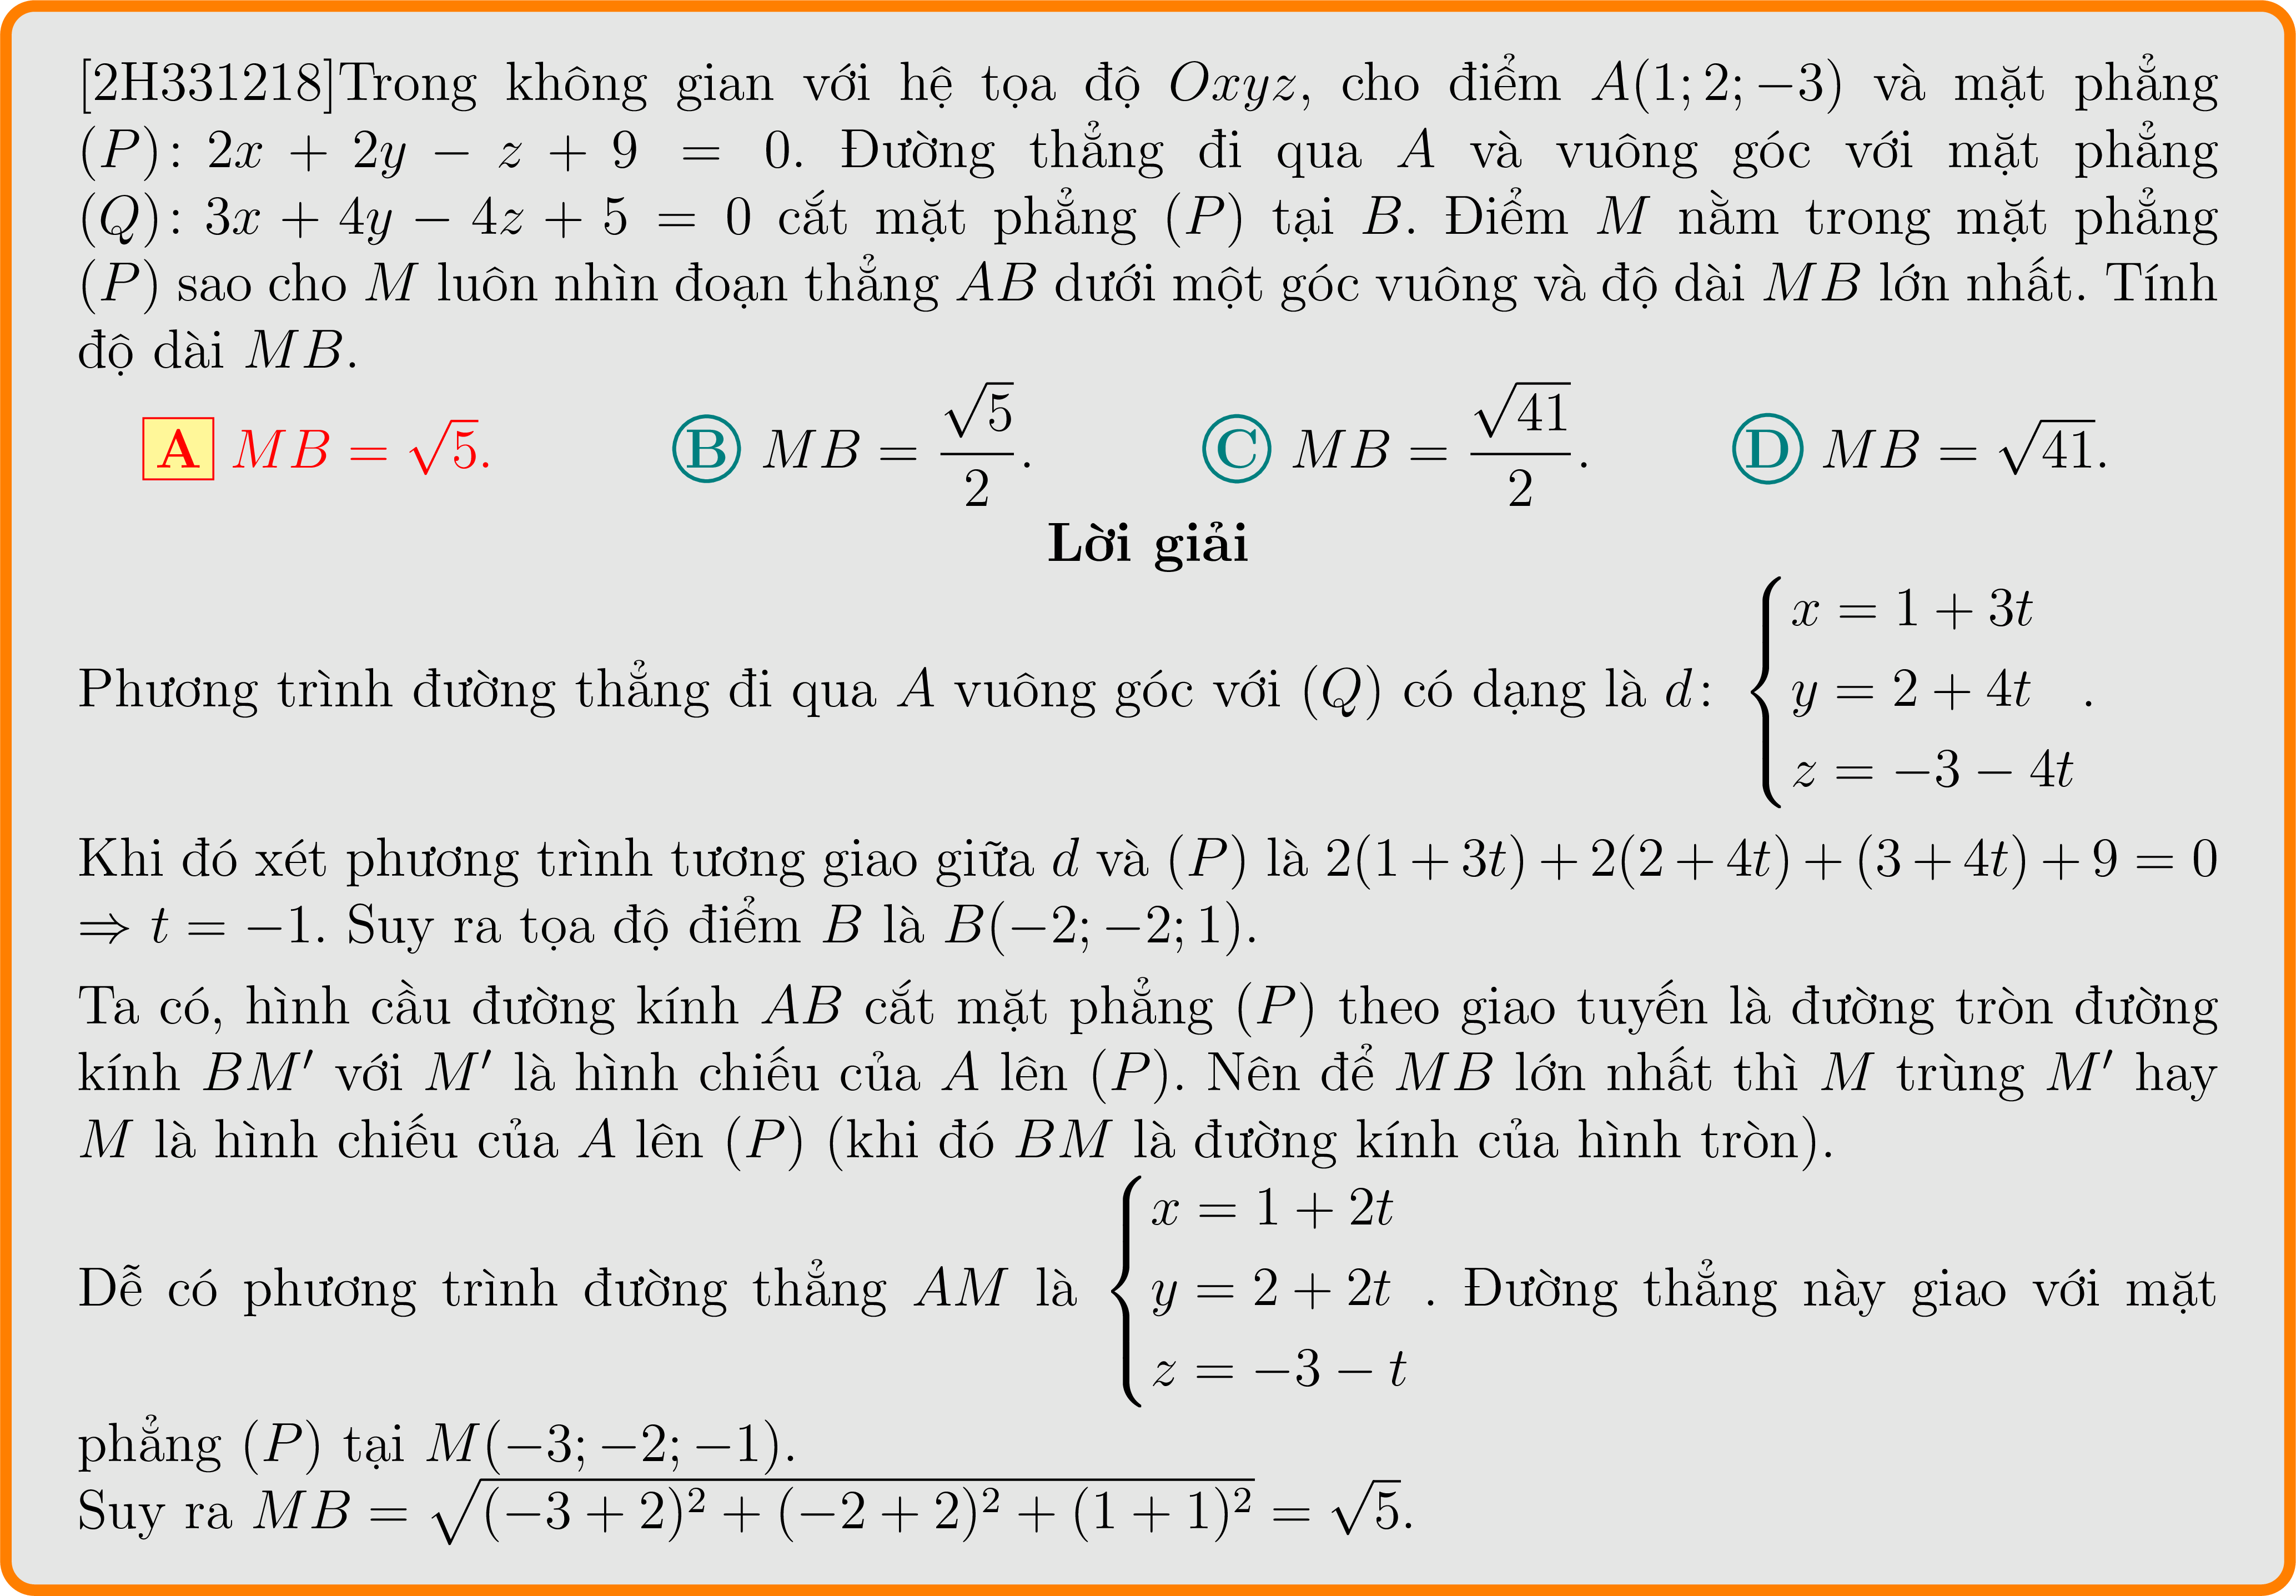 [2H331218]Trong không gian với hệ tọa độ $Oxyz$, cho điểm $A(1; 2; -3)$ và mặt phẳng
$(P)\colon 2x + 2y - z + 9 = 0$. Đường thẳng đi qua $A$ và vuông góc với mặt phẳng
$(Q)\colon 3x + 4y - 4z + 5 = 0$ cắt mặt phẳng $(P)$ tại $B$. Điểm $M$ nằm trong mặt phẳng
$(P)$ sao cho $M$ luôn nhìn đoạn thẳng $AB$ dưới một góc vuông và độ dài $MB$ lớn nhất. Tính
độ dài $MB$.
A $MB = \sqrt{5}$. B $MB = \dfrac{\sqrt{5}}{2}$. C $MB = \dfrac{\sqrt{41}}{2}$. D $MB = \sqrt{41}$.
Lời giải
Phương trình đường thẳng đi qua $A$ vuông góc với $(Q)$ có dạng là $d\colon \begin{cases} x = 1 + 3t \\ y = 2 + 4t \\ z = -3 - 4t \end{cases}$.
Khi đó xét phương trình tương giao giữa $d$ và $(P)$ là $2(1 + 3t) + 2(2 + 4t) + (3 + 4t) + 9 = 0$
$\Rightarrow t = -1$. Suy ra tọa độ điểm $B$ là $B(-2; -2; 1)$.
Ta có, hình cầu đường kính $AB$ cắt mặt phẳng $(P)$ theo giao tuyến là đường tròn đường
kính $BM'$ với $M'$ là hình chiếu của $A$ lên $(P)$. Nên để $MB$ lớn nhất thì $M$ trùng $M'$ hay
$M$ là hình chiếu của $A$ lên $(P)$ (khi đó $BM$ là đường kính của hình tròn).
Dễ có phương trình đường thẳng $AM$ là $\begin{cases} x = 1 + 2t \\ y = 2 + 2t \\ z = -3 - t \end{cases}$. Đường thẳng này giao với mặt
phẳng $(P)$ tại $M(-3; -2; -1)$.
Suy ra $MB = \sqrt{(-3 + 2)^2 + (-2 + 2)^2 + (1 + 1)^2} = \sqrt{5}$.